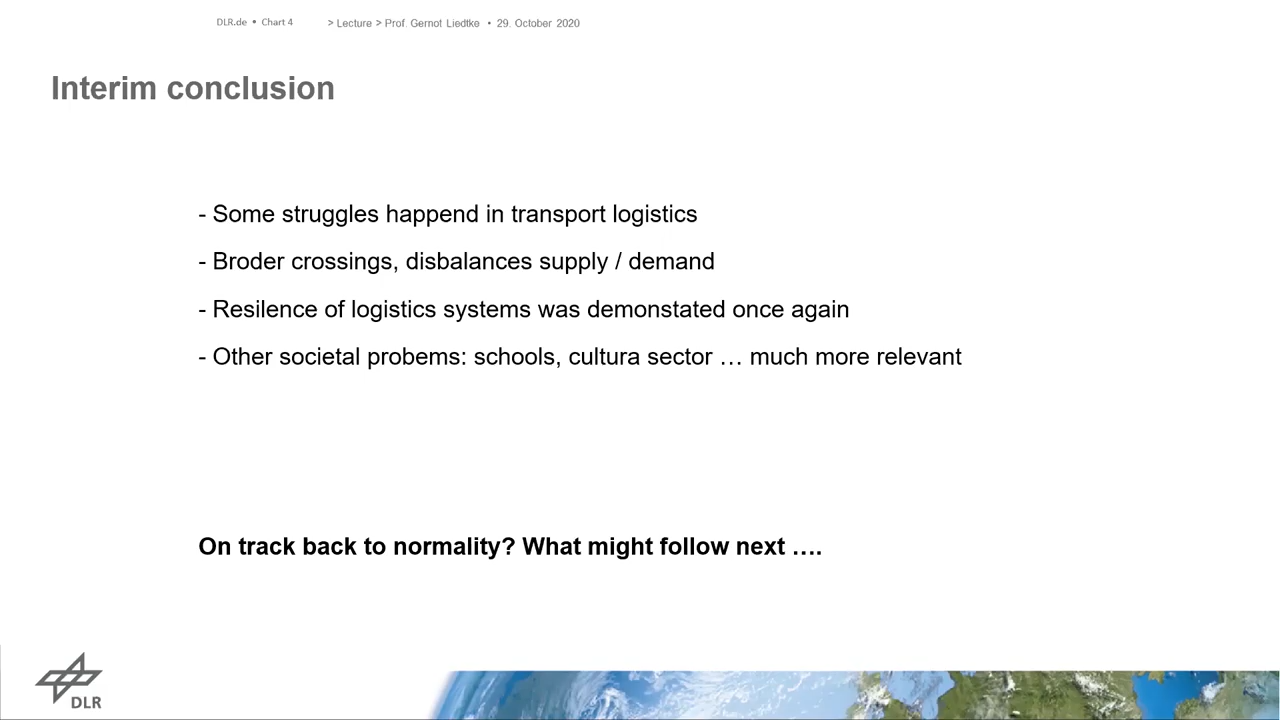 DLR.de • Chart 4 > Lecture > Prof. Gernot Liedtke • 29. October 2020
Interim conclusion
- Some struggles happend in transport logistics
- Broder crossings, disbalances supply / demand
- Resilence of logistics systems was demonstated once again
- Other societal probems: schools, cultura sector … much more relevant
On track back to normality? What might follow next ….
DLR